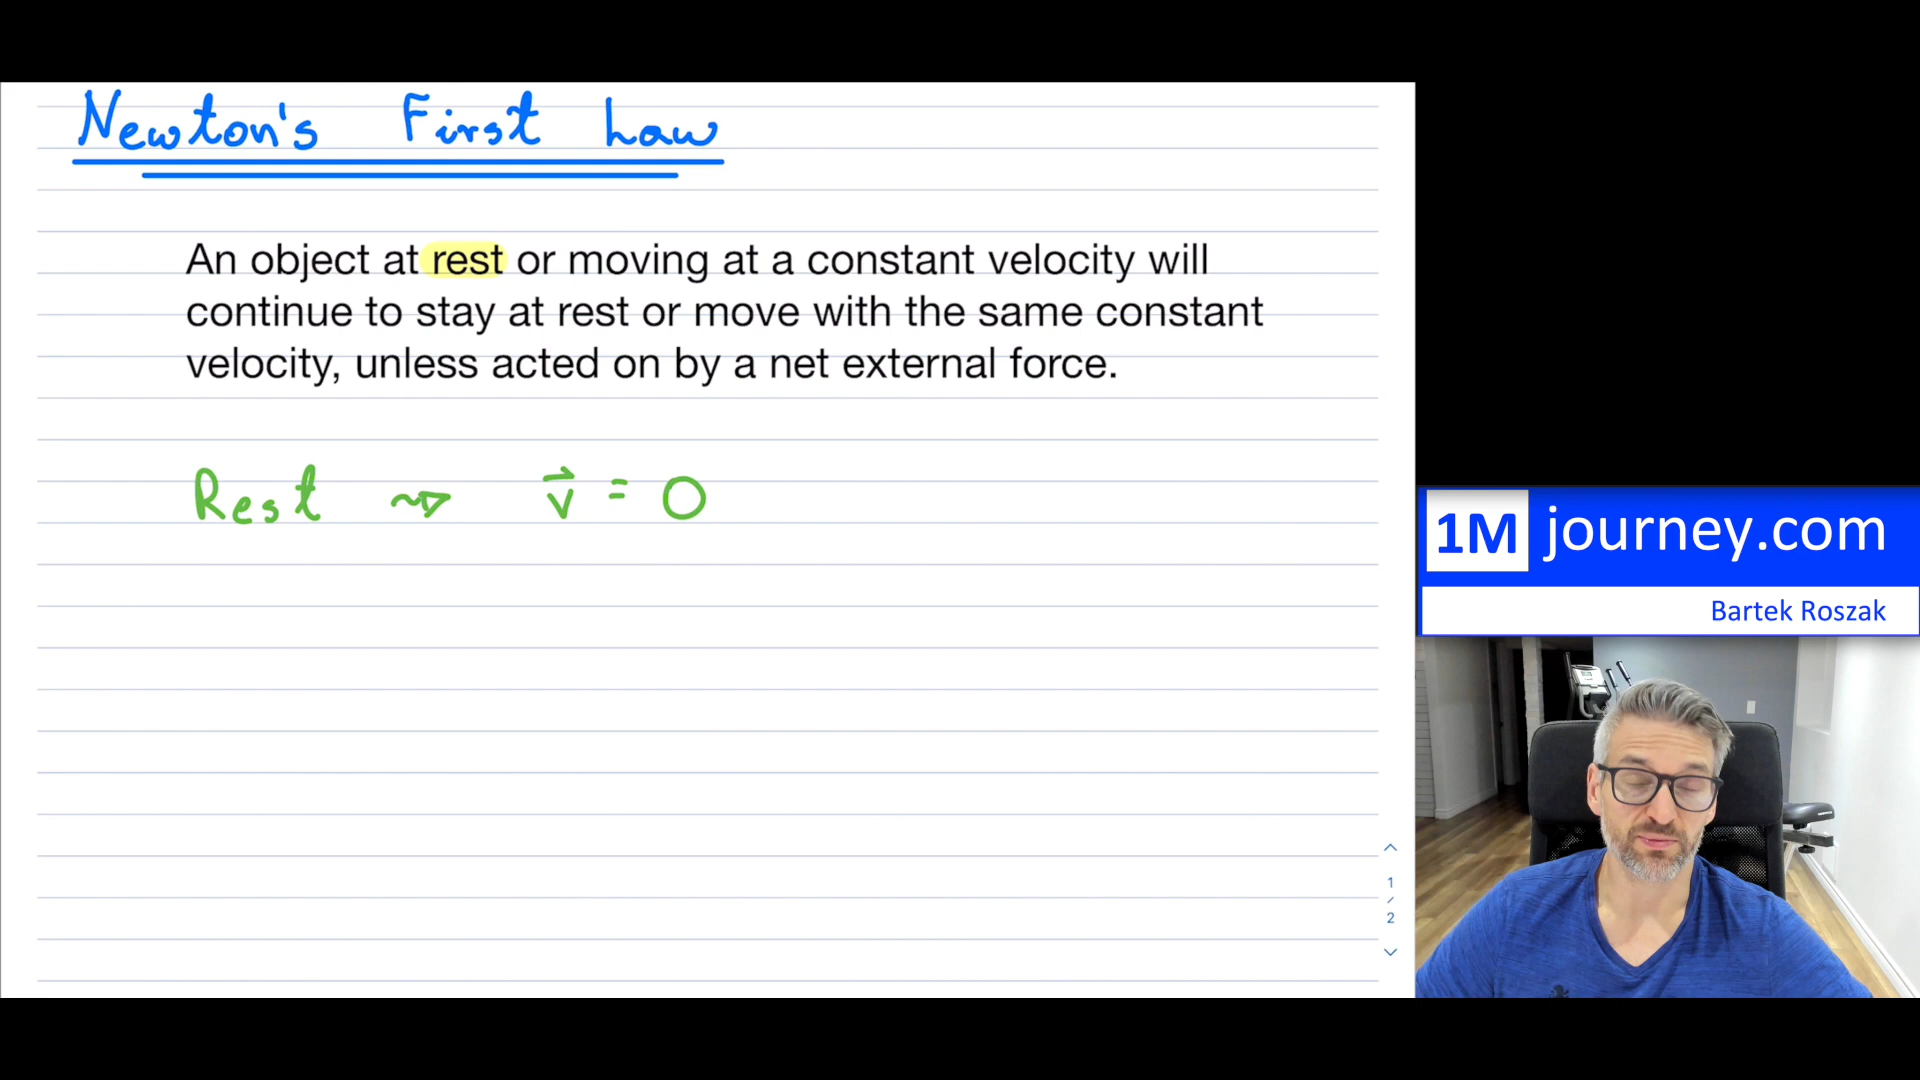 Newton's First Law
An object at rest or moving at a constant velocity will
continue to stay at rest or move with the same constant
velocity, unless acted on by a net external force.
Rest ⇝ v⃗ = 0
1M journey.com
Bartek Roszak
1
/
2